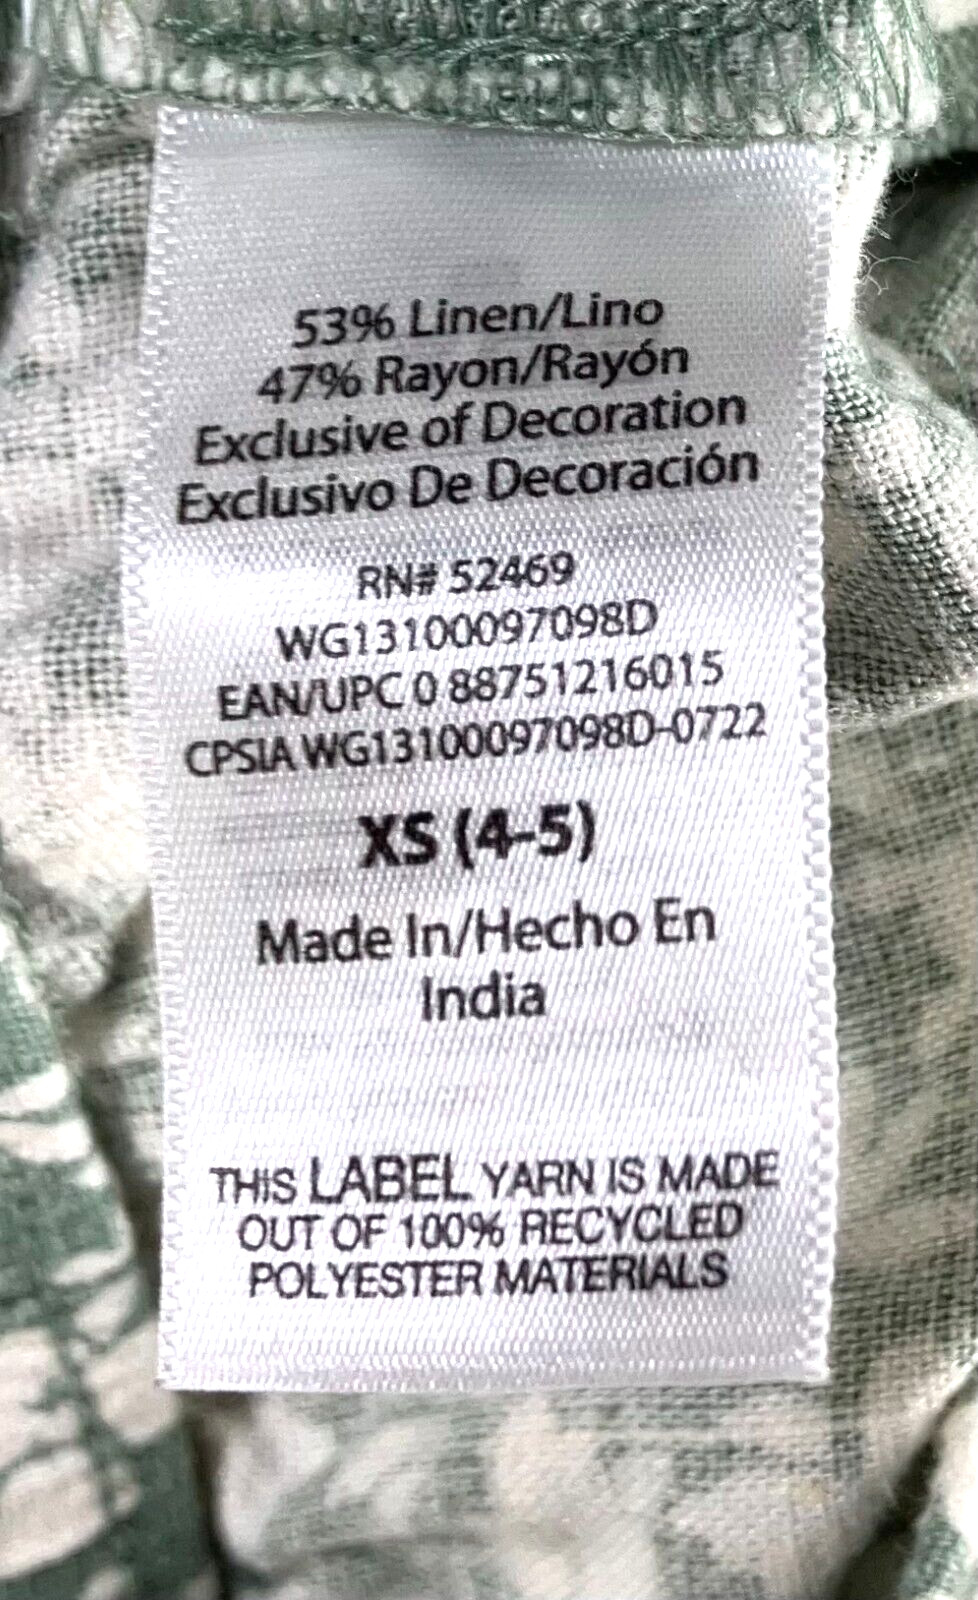 53% Linen/Lino
47% Rayon/Rayón
Exclusive of Decoration
Exclusivo De Decoración
RN# 52469
WG13100097098D
EAN/UPC 0 88751216015
CPSIA WG13100097098D-0722
XS (4-5)
Made In/Hecho En
India
THIS LABEL YARN IS MADE
OUT OF 100% RECYCLED
POLYESTER MATERIALS